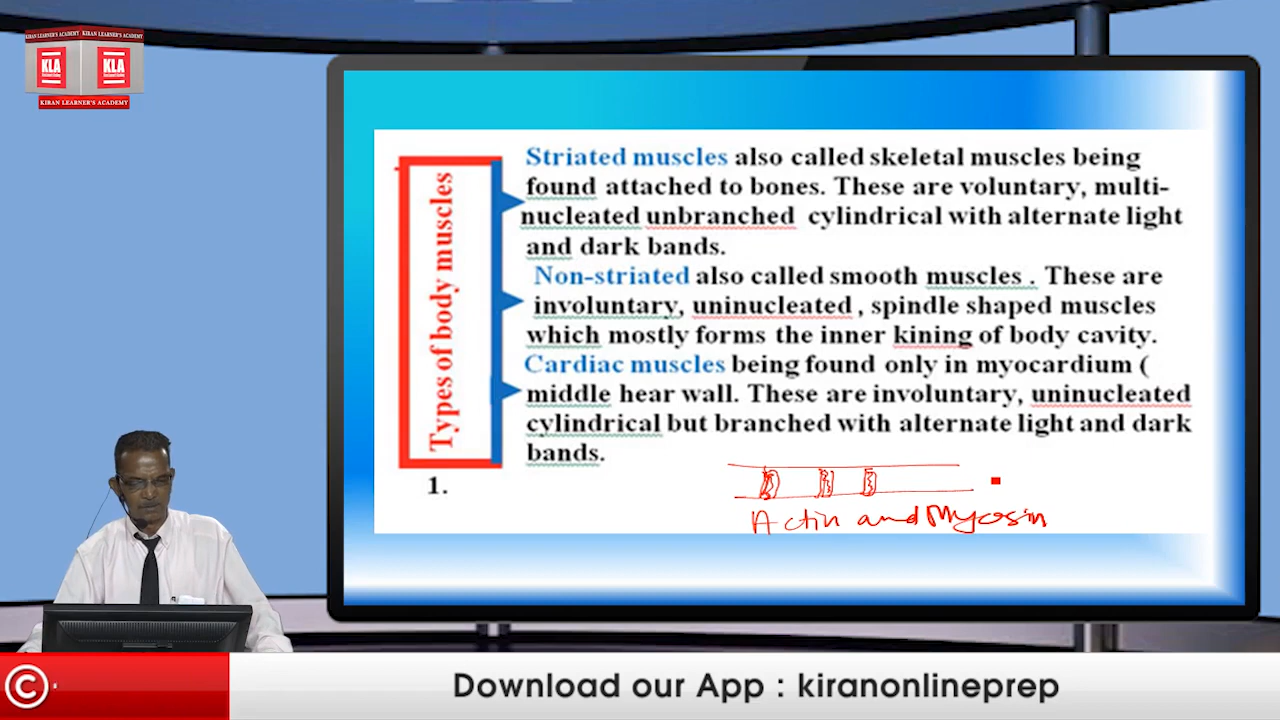 KIRAN LEARNER'S ACADEMY KIRAN LEARNER'S ACADEMY
KLA KLA
KIRAN LEARNER'S ACADEMY
Types of body muscles
Striated muscles also called skeletal muscles being
found attached to bones. These are voluntary, multi-
nucleated unbranched cylindrical with alternate light
and dark bands.
Non-striated also called smooth muscles . These are
involuntary, uninucleated , spindle shaped muscles
which mostly forms the inner kining of body cavity.
Cardiac muscles being found only in myocardium (
middle hear wall. These are involuntary, uninucleated
cylindrical but branched with alternate light and dark
bands.
1.
Actin and Myosin
©
Download our App : kiranonlineprep